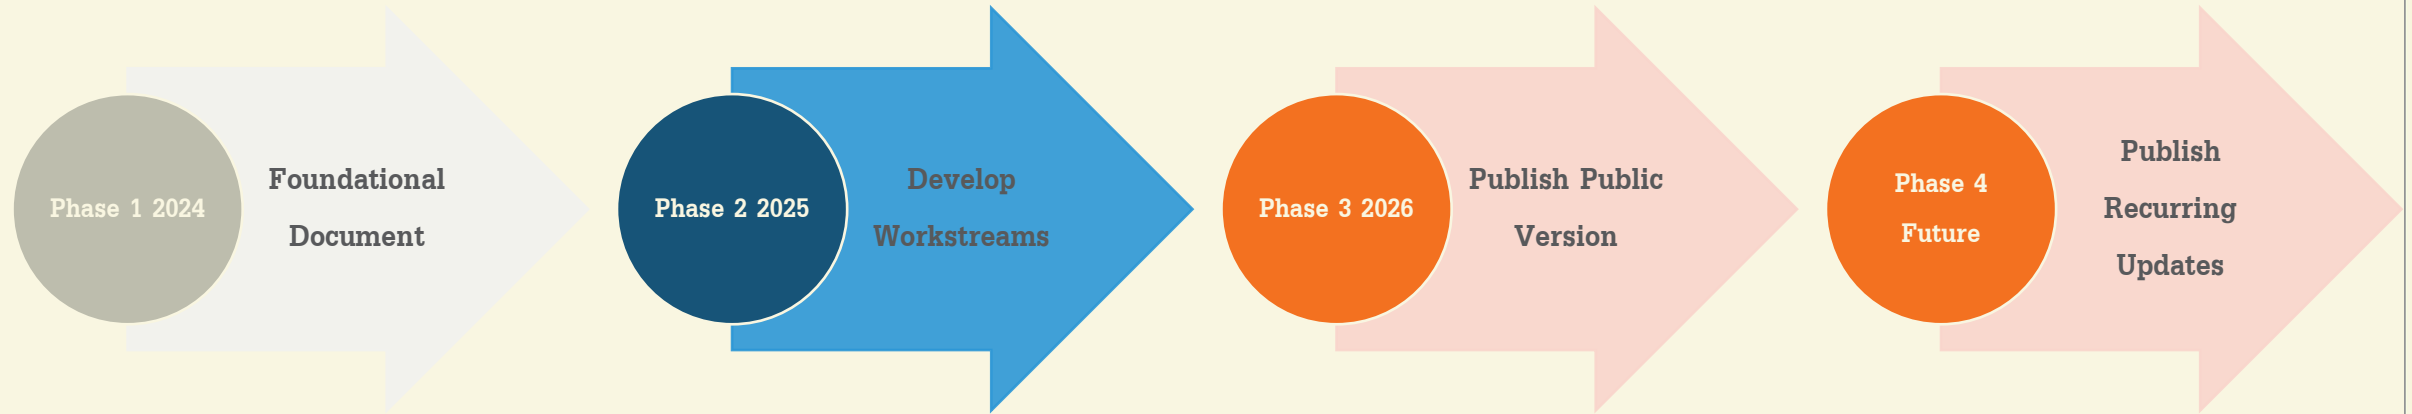 Phase 1 2024
Foundational
Document
Phase 2 2025
Develop
Workstreams
Phase 3 2026
Publish Public
Version
Phase 4
Future
Publish
Recurring
Updates